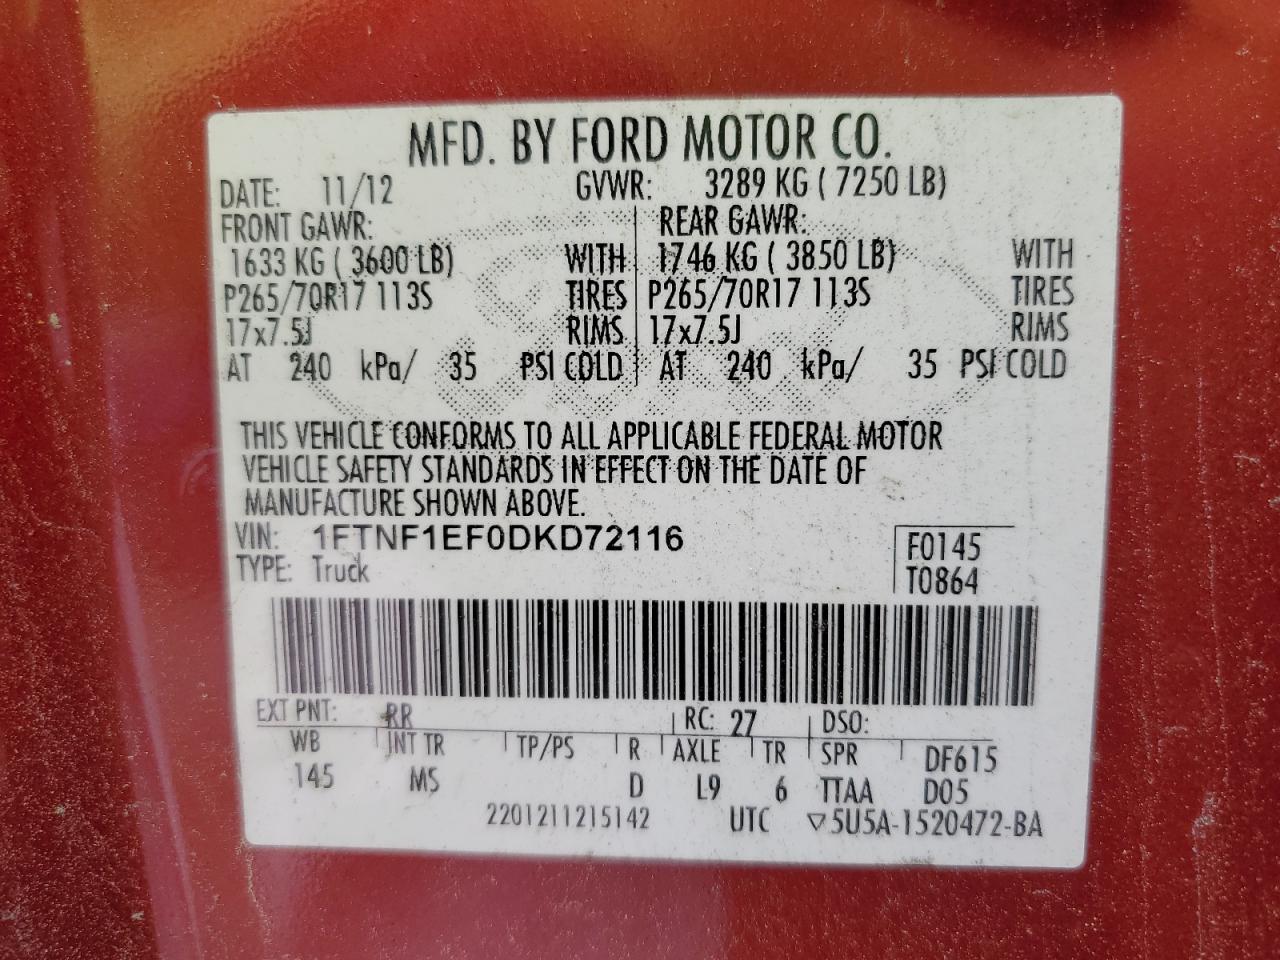 MFD. BY FORD MOTOR CO.
DATE: 11/12 GVWR: 3289 KG ( 7250 LB)
FRONT GAWR: REAR GAWR:
1633 KG ( 3600 LB) WITH 1746 KG ( 3850 LB) WITH
P265/70R17 113S TIRES P265/70R17 113S TIRES
17x7.5J RIMS 17x7.5J RIMS
AT 240 kPa/ 35 PSI COLD AT 240 kPa/ 35 PSI COLD
THIS VEHICLE CONFORMS TO ALL APPLICABLE FEDERAL MOTOR
VEHICLE SAFETY STANDARDS IN EFFECT ON THE DATE OF
MANUFACTURE SHOWN ABOVE.
VIN: 1FTNF1EF0DKD72116 F0145
TYPE: Truck T0864
EXT PNT: RR RC: 27 DSO:
WB INT TR TP/PS R AXLE TR SPR DF615
145 MS D L9 6 TTAA D05
2201211215142 UTC ▽5U5A-1520472-BA